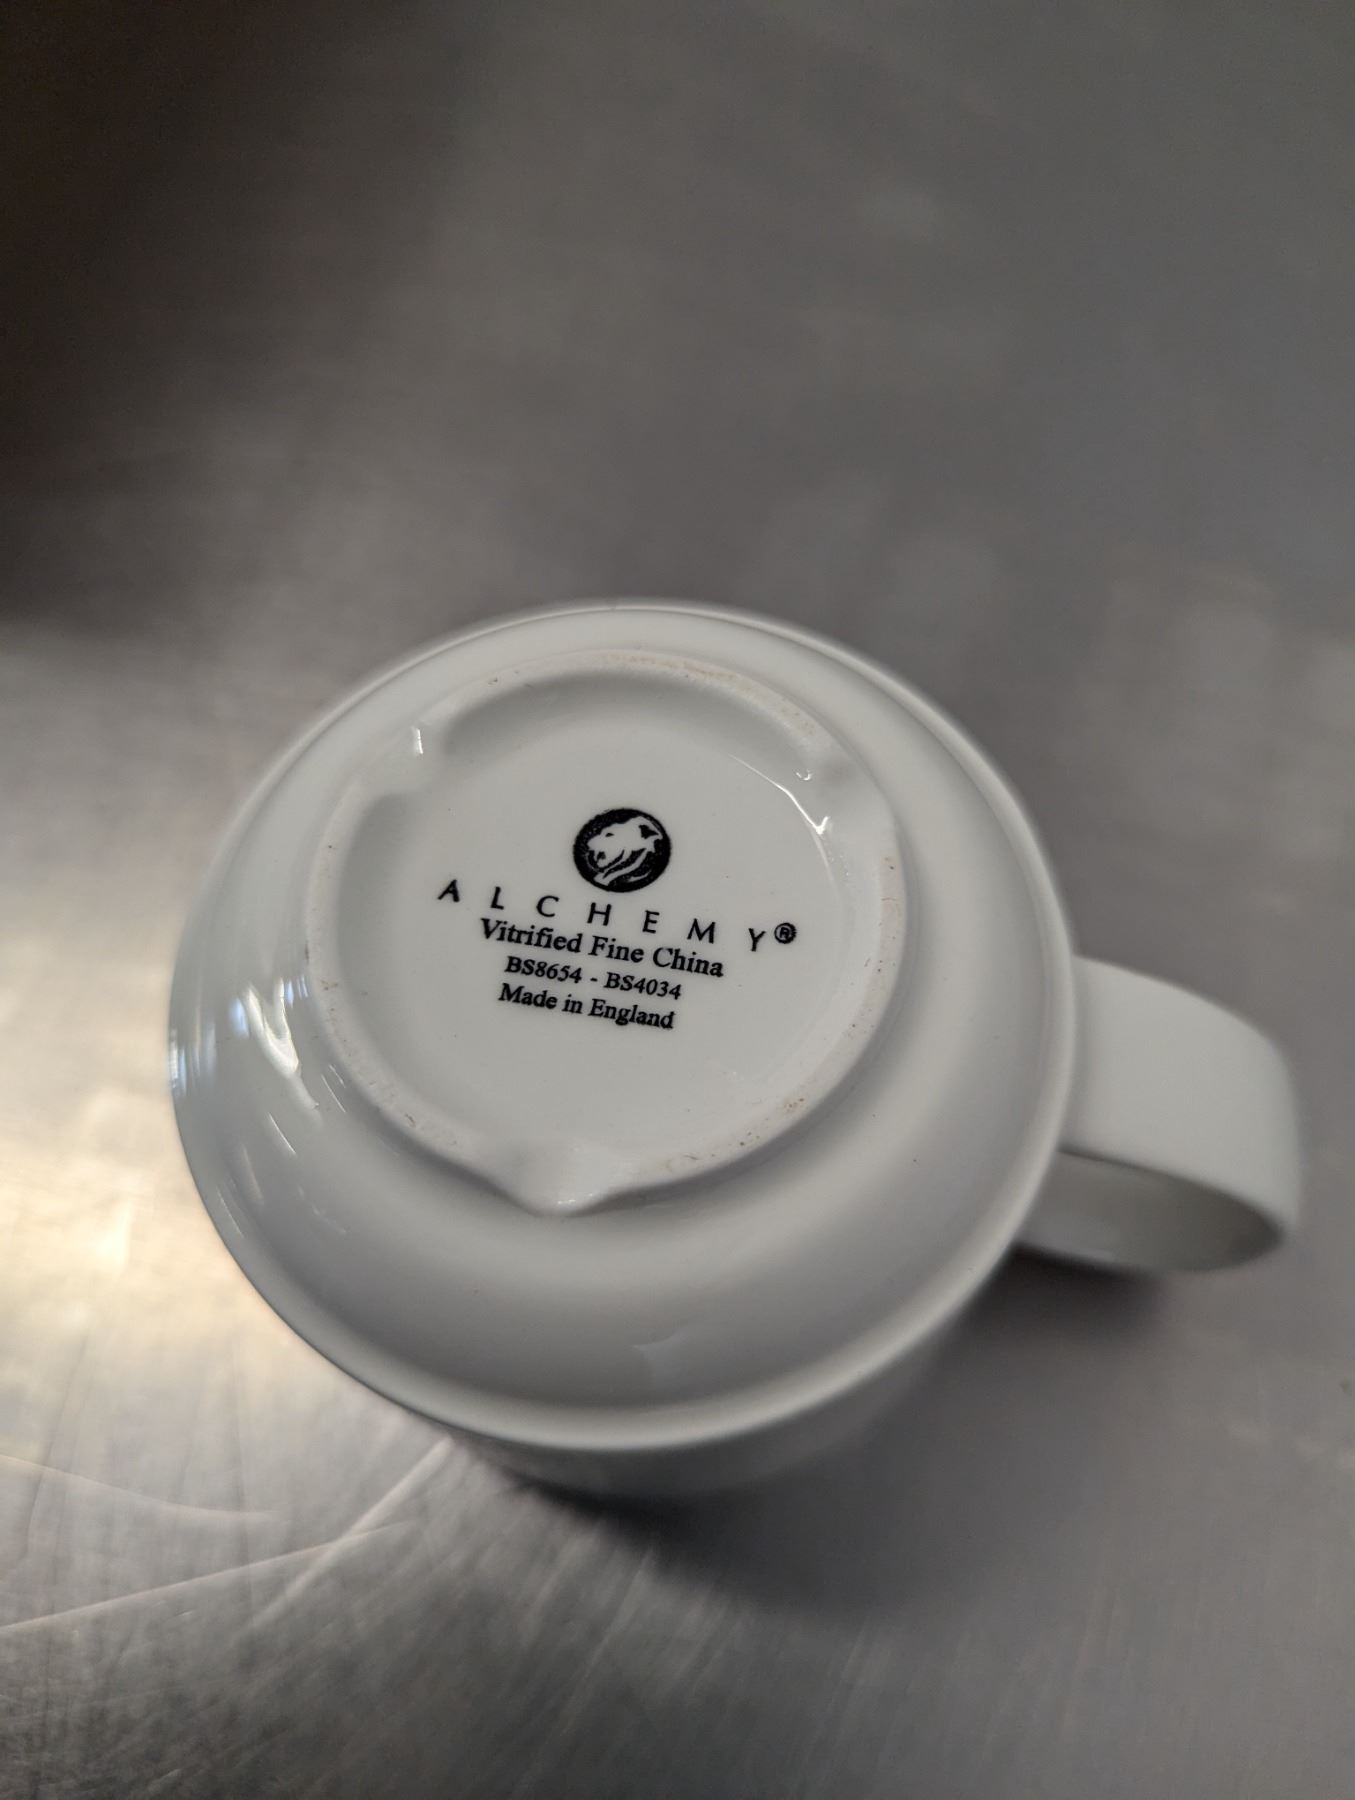 ALCHEMY®
Vitrified Fine China
BS8654 - BS4034
Made in England